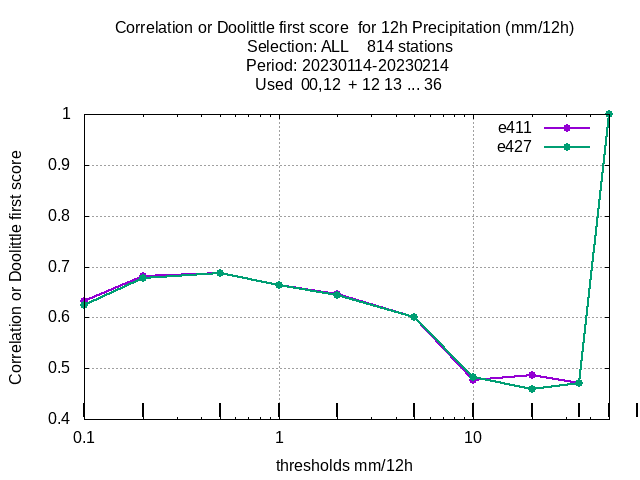 Correlation or Doolittle first score  for 12h Precipitation (mm/12h)
Selection: ALL    814 stations
Period: 20230114-20230214
Used  00,12  + 12 13 ... 36
e411
e427
1
0.9
0.8
0.7
0.6
0.5
0.4
Correlation or Doolittle first score
0.1
1
10
thresholds mm/12h